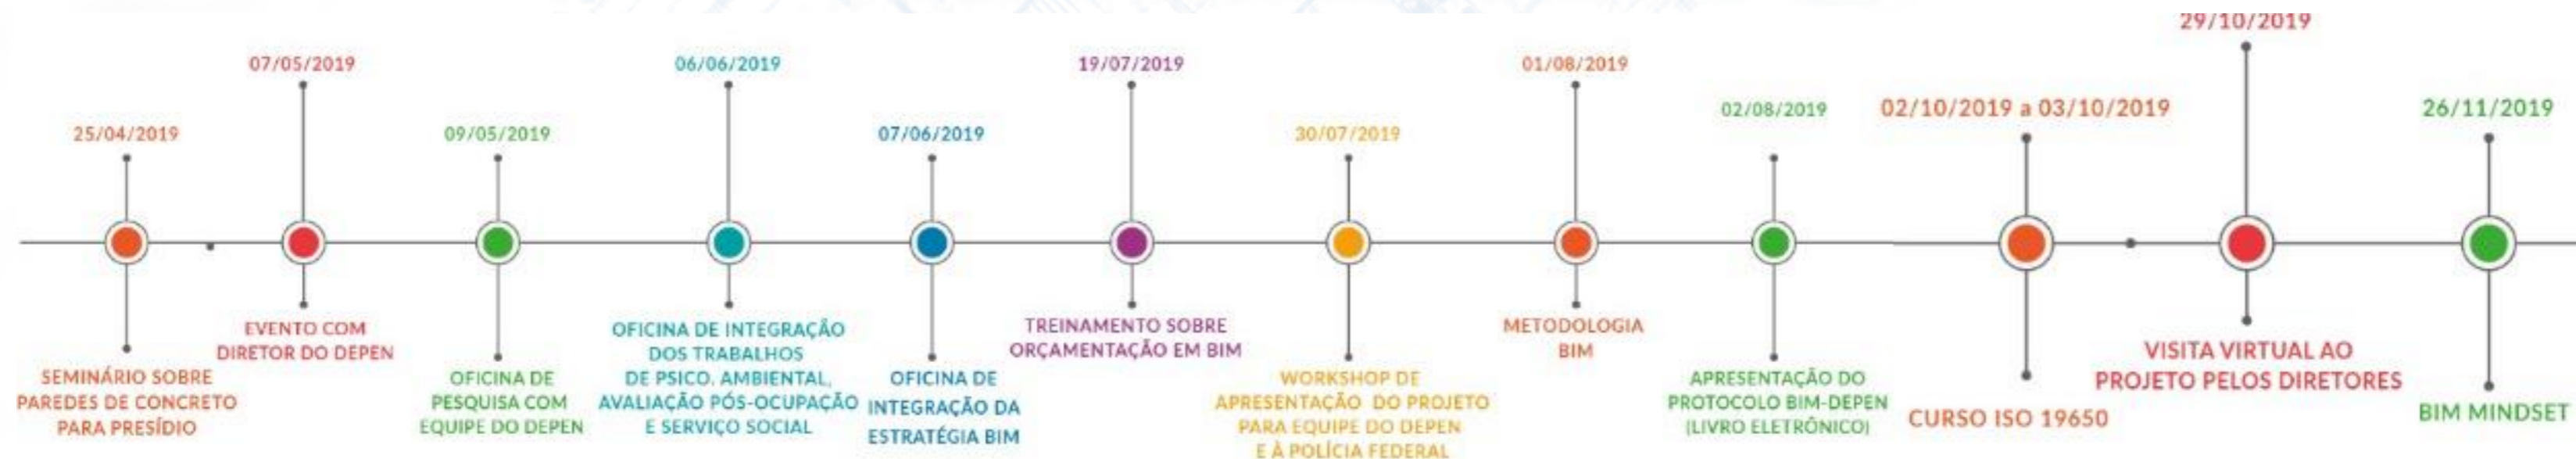 25/04/2019
SEMINÁRIO SOBRE
PAREDES DE CONCRETO
PARA PRESÍDIO
07/05/2019
EVENTO COM
DIRETOR DO DEPEN
09/05/2019
OFICINA DE
PESQUISA COM
EQUIPE DO DEPEN
06/06/2019
OFICINA DE INTEGRAÇÃO
DOS TRABALHOS
DE PSICO. AMBIENTAL,
AVALIAÇÃO PÓS-OCUPAÇÃO
E SERVIÇO SOCIAL
07/06/2019
OFICINA DE
INTEGRAÇÃO DA
ESTRATÉGIA BIM
19/07/2019
TREINAMENTO SOBRE
ORÇAMENTAÇÃO EM BIM
30/07/2019
WORKSHOP DE
APRESENTAÇÃO DO PROJETO
PARA EQUIPE DO DEPEN
E À POLÍCIA FEDERAL
01/08/2019
METODOLOGIA
BIM
02/08/2019
APRESENTAÇÃO DO
PROTOCOLO BIM-DEPEN
(LIVRO ELETRÔNICO)
02/10/2019 a 03/10/2019
CURSO ISO 19650
29/10/2019
VISITA VIRTUAL AO
PROJETO PELOS DIRETORES
26/11/2019
BIM MINDSET